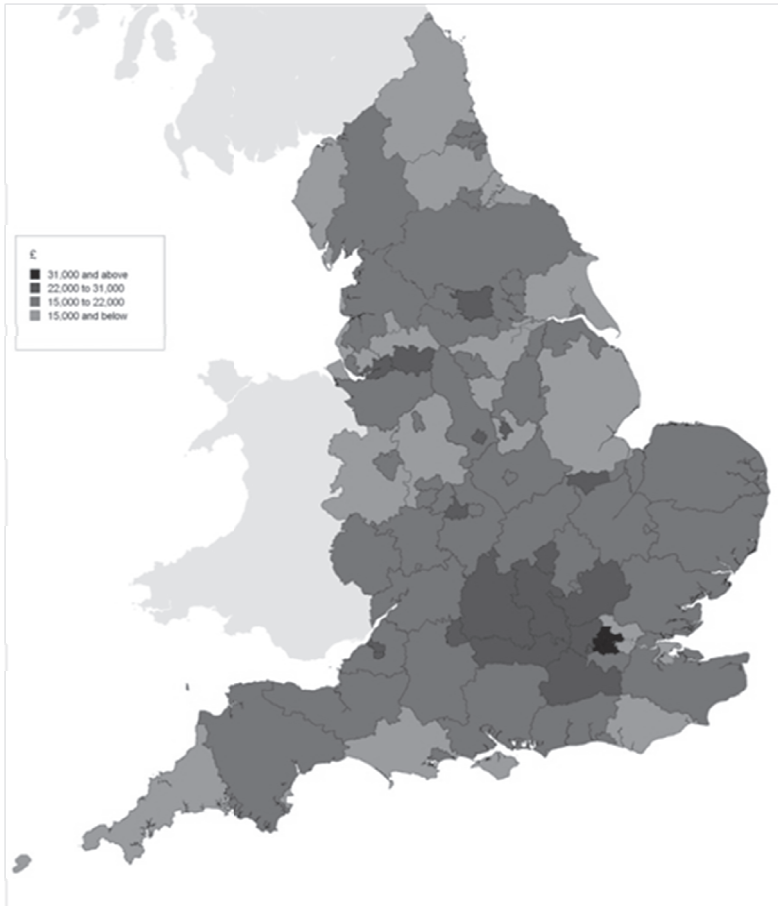 £
31,000 and above
22,000 to 31,000
15,000 to 22,000
15,000 and below